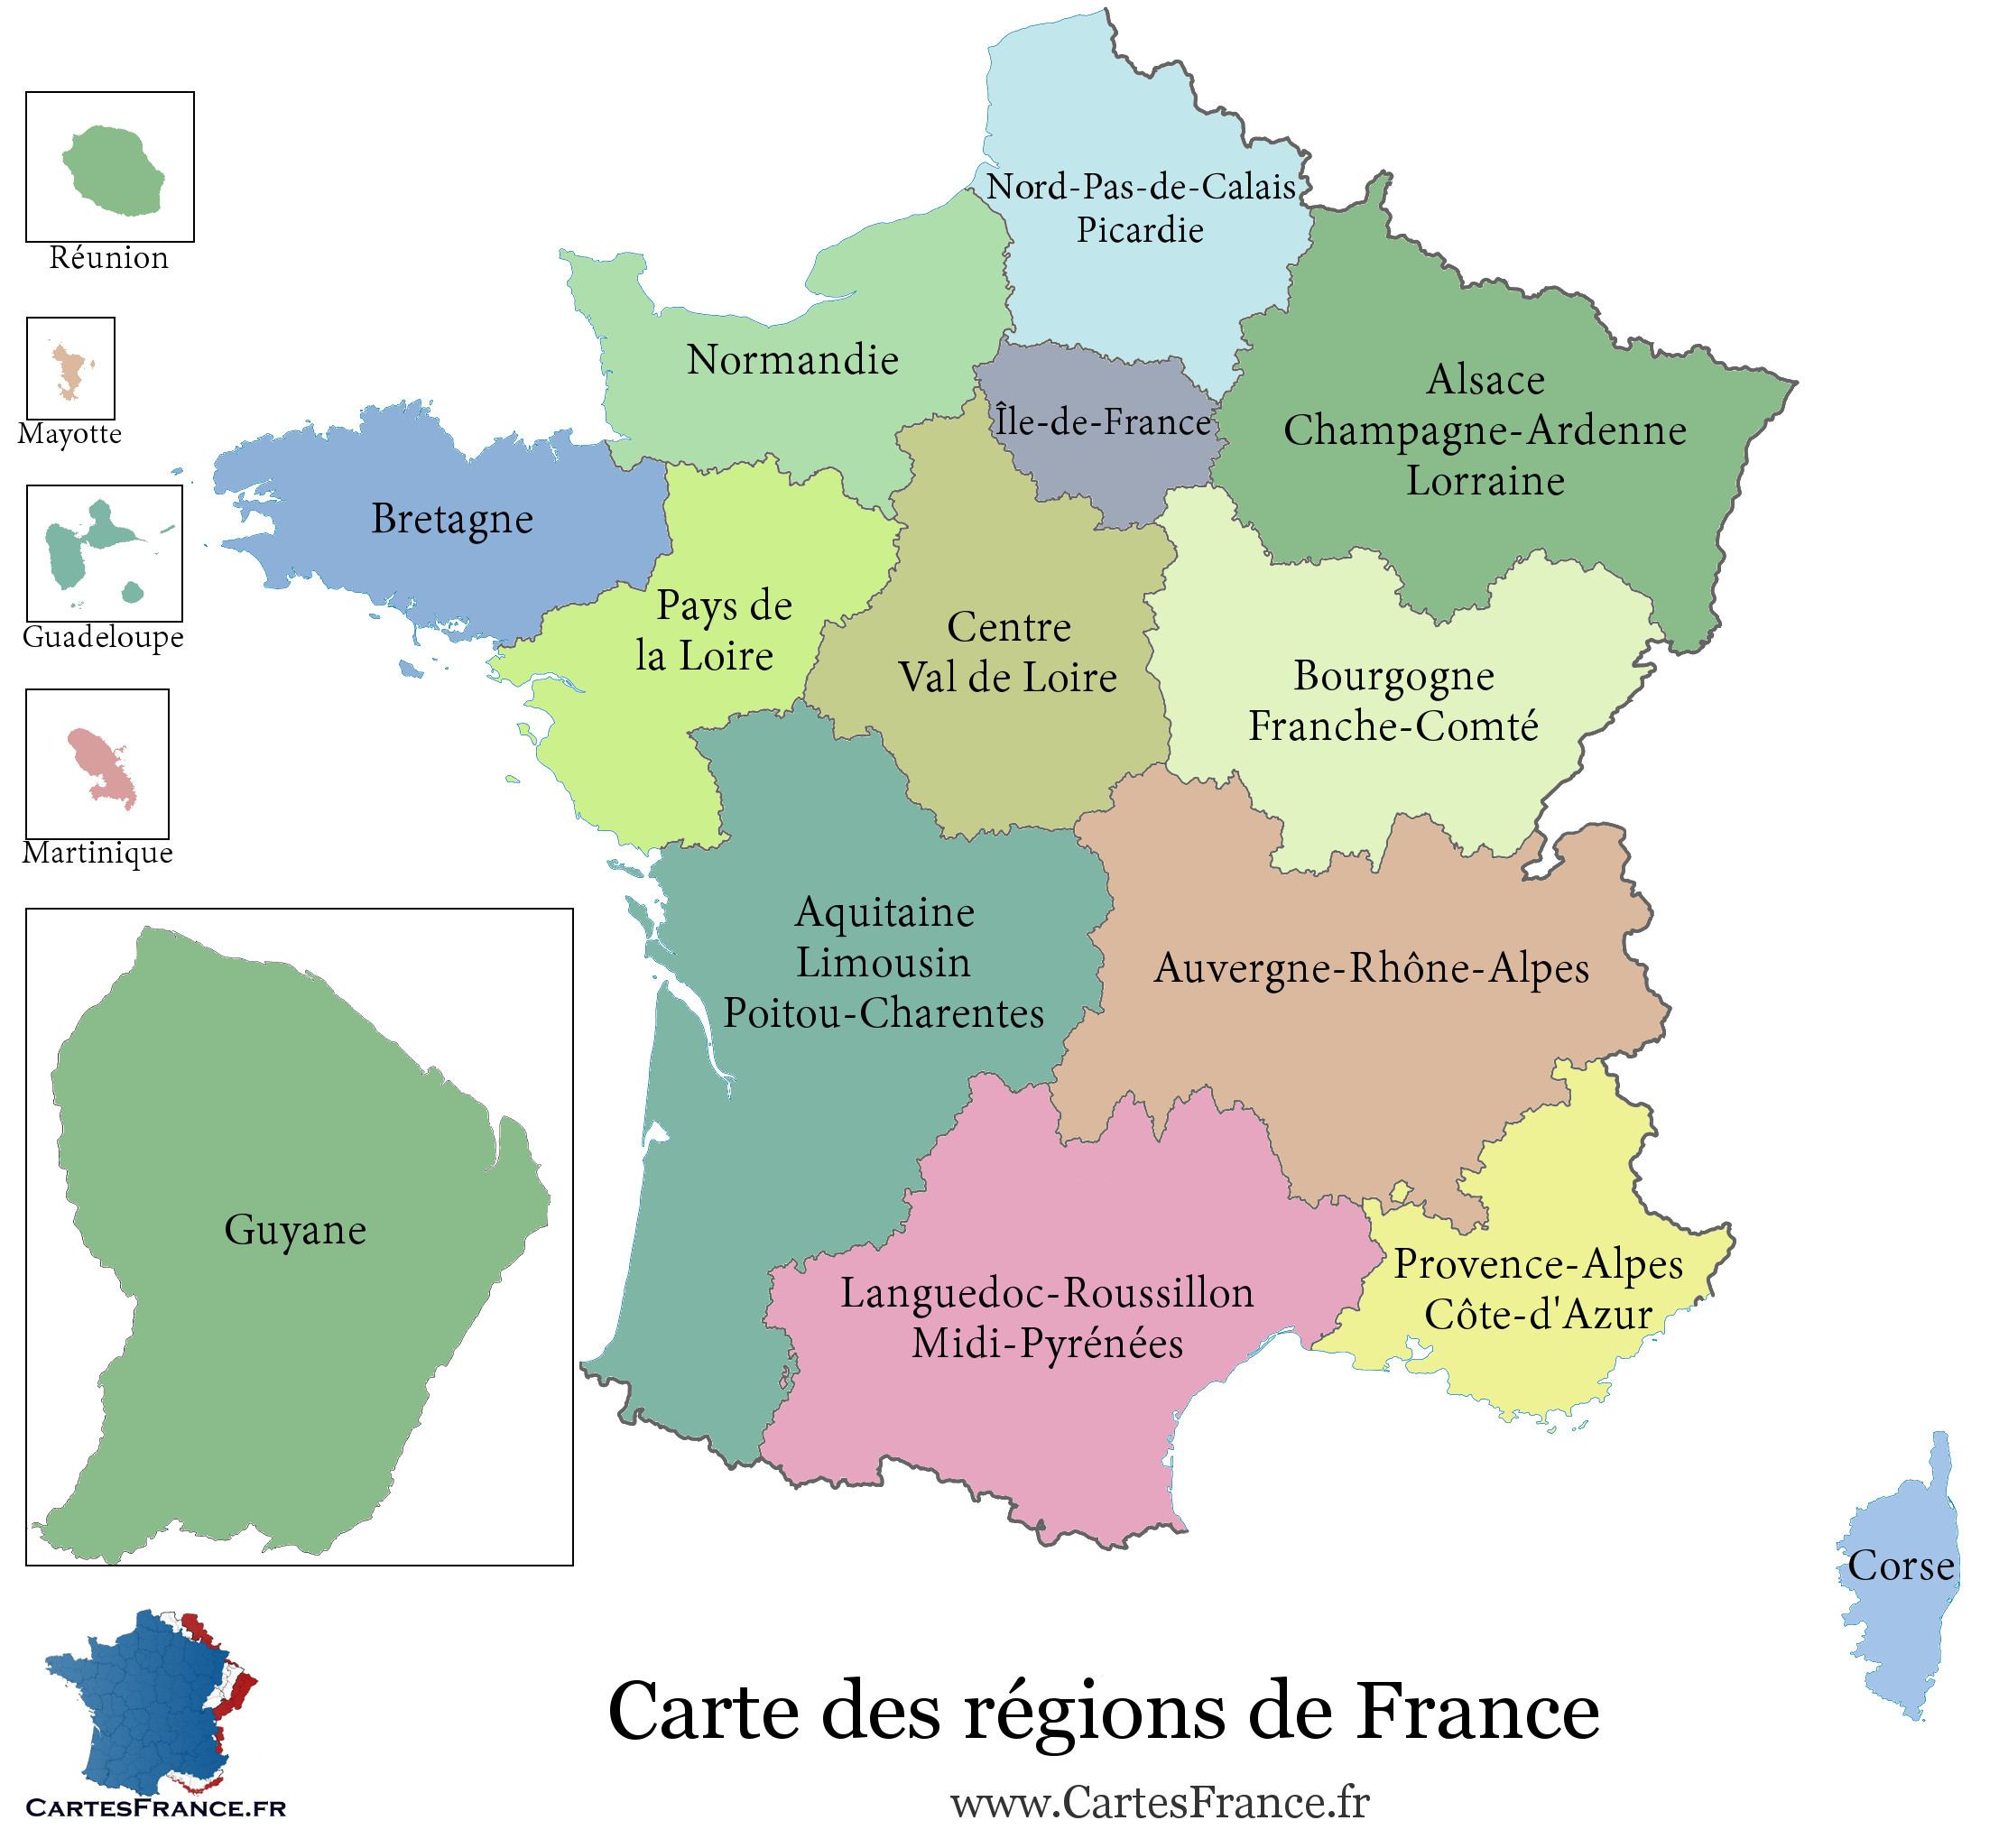 Nord-Pas-de-Calais
Picardie
Réunion
Normandie
Alsace
Champagne-Ardenne
Lorraine
Île-de-France
Mayotte
Bretagne
Pays de
la Loire
Centre
Val de Loire
Guadeloupe
Bourgogne
Franche-Comté
Martinique
Aquitaine
Limousin
Poitou-Charentes
Auvergne-Rhône-Alpes
Guyane
Languedoc-Roussillon
Midi-Pyrénées
Provence-Alpes
Côte-d'Azur
Corse
Carte des régions de France
www.CartesFrance.fr
CARTESFRANCE.FR